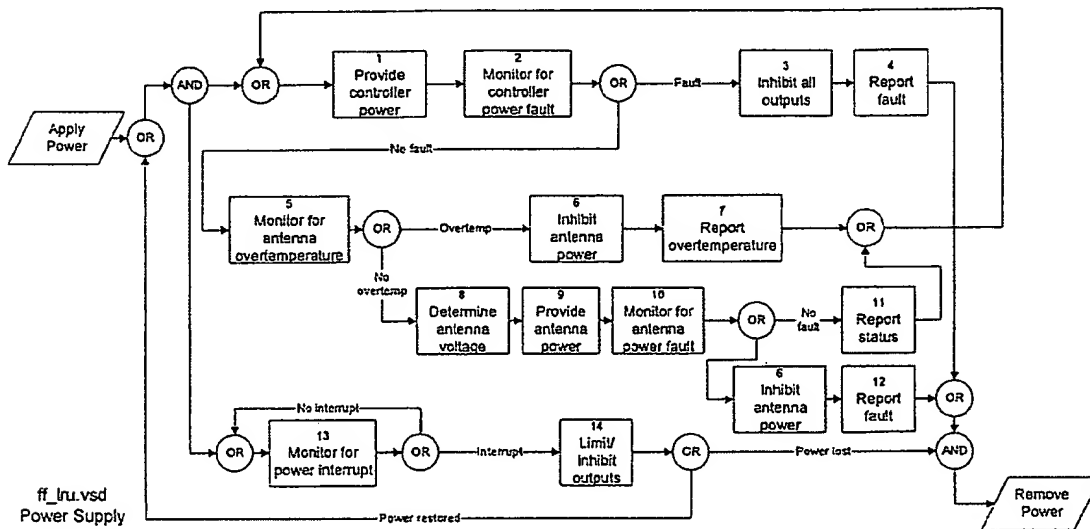 1
Provide
controller
power
2
Monitor for
controller
power fault
3
Inhibit all
outputs
4
Report
fault
AND
OR
OR
Fault
Apply
Power
OR
No fault
5
Monitor for
antenna
overtemperature
OR
Overtemp
6
Inhibit
antenna
power
7
Report
overtemperature
OR
No
overtemp
8
Determine
antenna
voltage
9
Provide
antenna
power
10
Monitor for
antenna
power fault
OR
No
fault
11
Report
status
6
Inhibit
antenna
power
12
Report
fault
OR
No interrupt
OR
13
Monitor for
power interrupt
OR
Interrupt
14
Limit/
Inhibit
outputs
OR
Power lost
AND
ff_lru.vsd
Power Supply
Power restored
Remove
Power